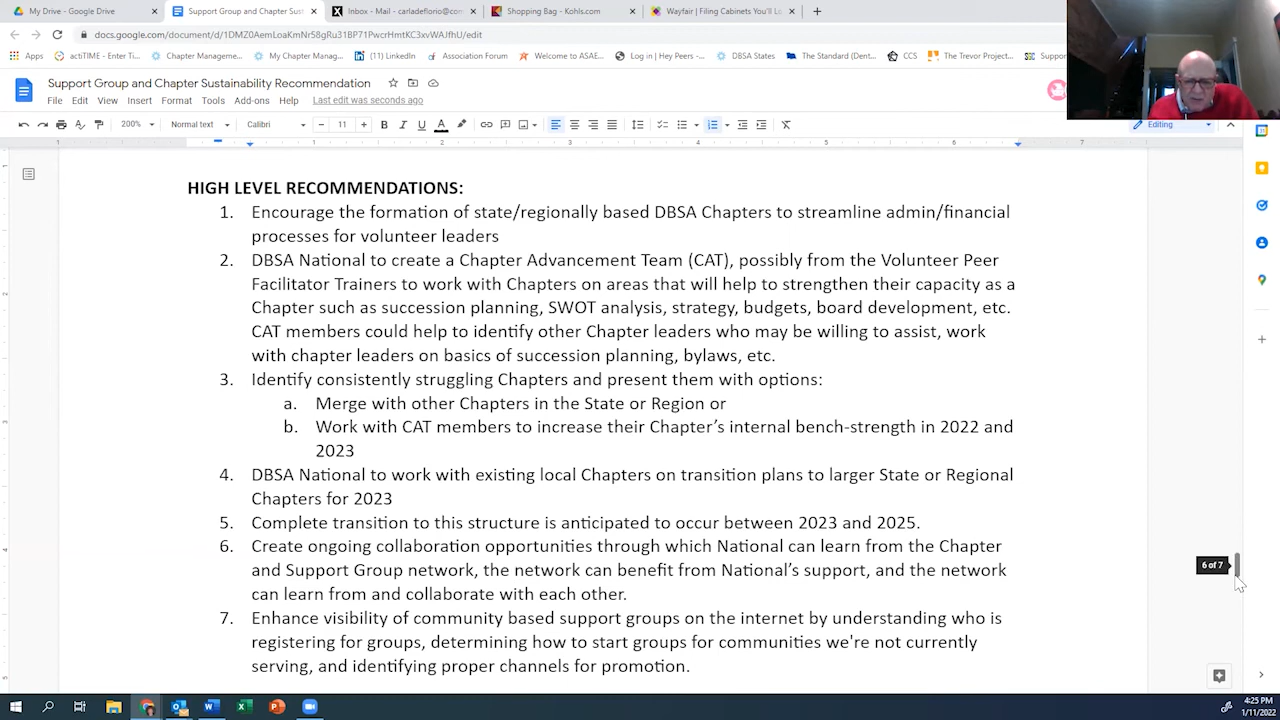 My Drive - Google Drive
Support Group and Chapter Sust
Inbox - Mail - carladeflorio@con
Shopping Bag - Kohls.com
Wayfair | Filing Cabinets You'll Lo
Apps
actiTIME - Enter Ti...
Chapter Manageme...
My Chapter Manag...
(1) LinkedIn
Association Forum
Welcome to ASAE...
Log in | Hey Peers -...
DBSA States
The Standard (Dent...
CCS
The Trevor Project...
Suppo
Support Group and Chapter Sustainability Recommendation
File Edit View Insert Format Tools Add-ons Help Last edit was seconds ago
200% Normal text Calibri 11 Editing
HIGH LEVEL RECOMMENDATIONS:
1. Encourage the formation of state/regionally based DBSA Chapters to streamline admin/financial
processes for volunteer leaders
2. DBSA National to create a Chapter Advancement Team (CAT), possibly from the Volunteer Peer
Facilitator Trainers to work with Chapters on areas that will help to strengthen their capacity as a
Chapter such as succession planning, SWOT analysis, strategy, budgets, board development, etc.
CAT members could help to identify other Chapter leaders who may be willing to assist, work
with chapter leaders on basics of succession planning, bylaws, etc.
3. Identify consistently struggling Chapters and present them with options:
a. Merge with other Chapters in the State or Region or
b. Work with CAT members to increase their Chapter's internal bench-strength in 2022 and
2023
4. DBSA National to work with existing local Chapters on transition plans to larger State or Regional
Chapters for 2023
5. Complete transition to this structure is anticipated to occur between 2023 and 2025.
6. Create ongoing collaboration opportunities through which National can learn from the Chapter
and Support Group network, the network can benefit from National's support, and the network
can learn from and collaborate with each other.
7. Enhance visibility of community based support groups on the internet by understanding who is
registering for groups, determining how to start groups for communities we're not currently
serving, and identifying proper channels for promotion.
6 of 7
4:25 PM
1/11/2022